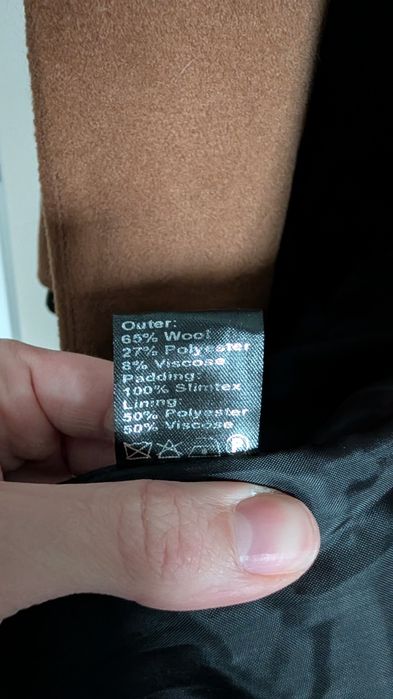 Outer:
65% Wool
27% Polyester
8% Viscose
Padding:
100% Slimtex
Lining:
50% Polyester
50% Viscose
P